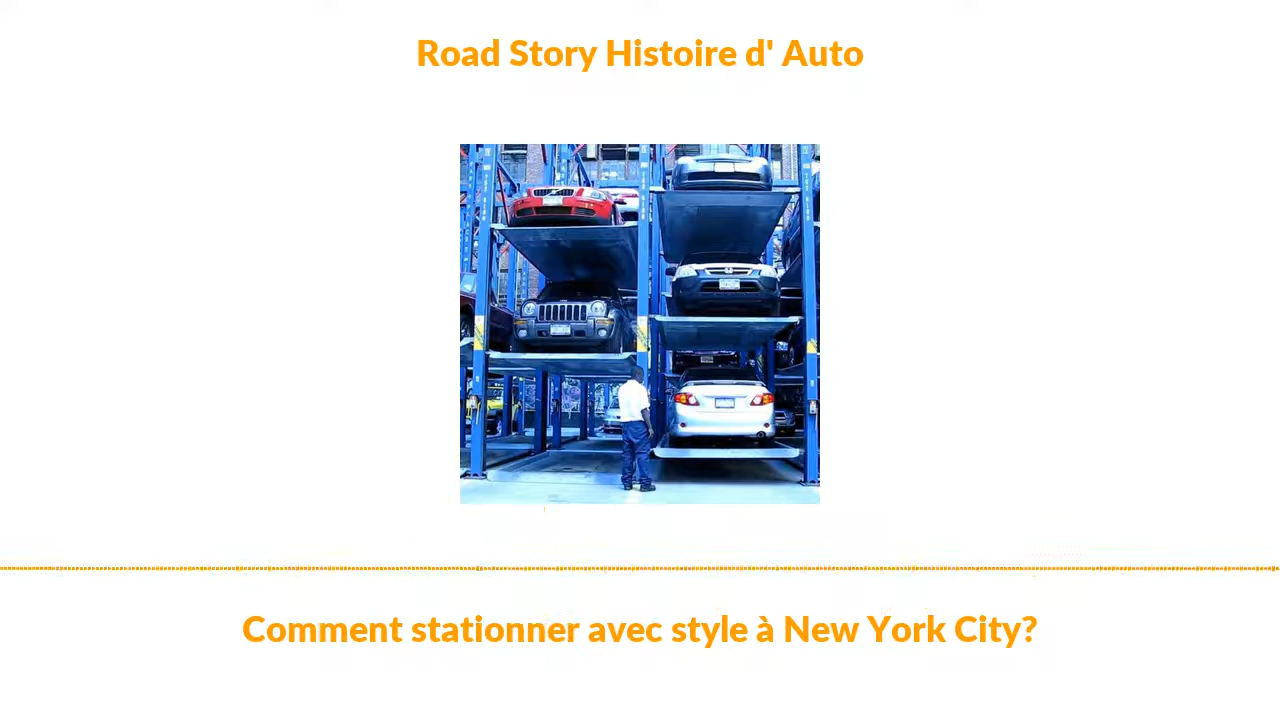 Road Story Histoire d' Auto
Comment stationner avec style à New York City?